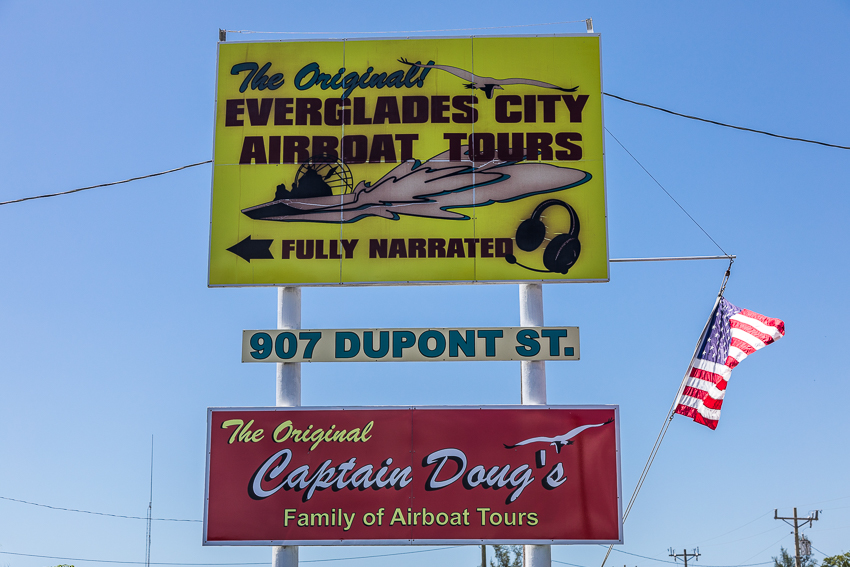 The Original!
EVERGLADES CITY
AIRBOAT TOURS
FULLY NARRATED
907 DUPONT ST.
The Original
Captain Doug's
Family of Airboat Tours